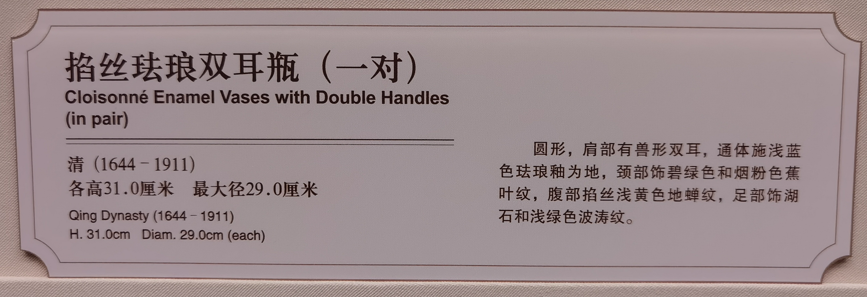 掐丝珐琅双耳瓶（一对）
Cloisonné Enamel Vases with Double Handles
(in pair)
清（1644－1911）
各高31.0厘米　最大径29.0厘米
Qing Dynasty (1644－1911)
H. 31.0cm   Diam. 29.0cm (each)
圆形，肩部有兽形双耳，通体施浅蓝
色珐琅釉为地，颈部饰碧绿色和烟粉色蕉
叶纹，腹部掐丝浅黄色地蝉纹，足部饰湖
石和浅绿色波涛纹。